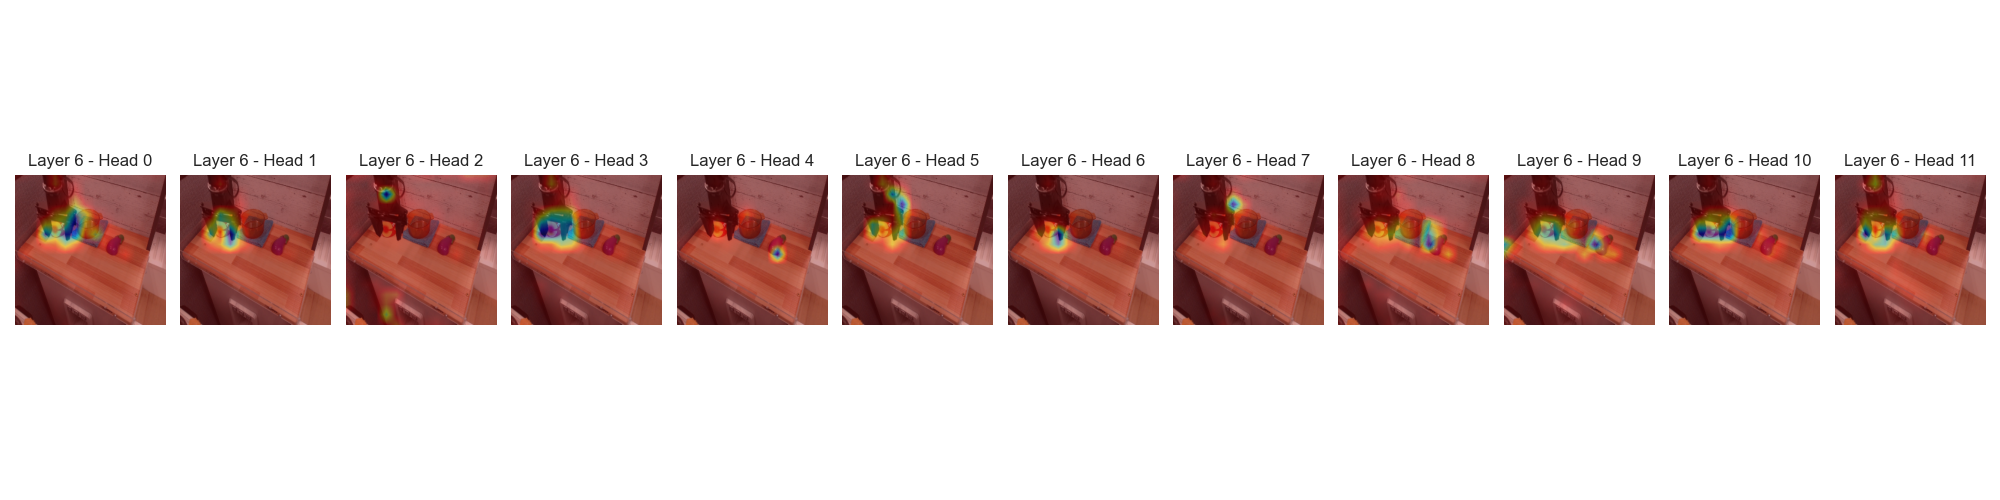 Layer 6 - Head 0
Layer 6 - Head 1
Layer 6 - Head 2
Layer 6 - Head 3
Layer 6 - Head 4
Layer 6 - Head 5
Layer 6 - Head 6
Layer 6 - Head 7
Layer 6 - Head 8
Layer 6 - Head 9
Layer 6 - Head 10
Layer 6 - Head 11